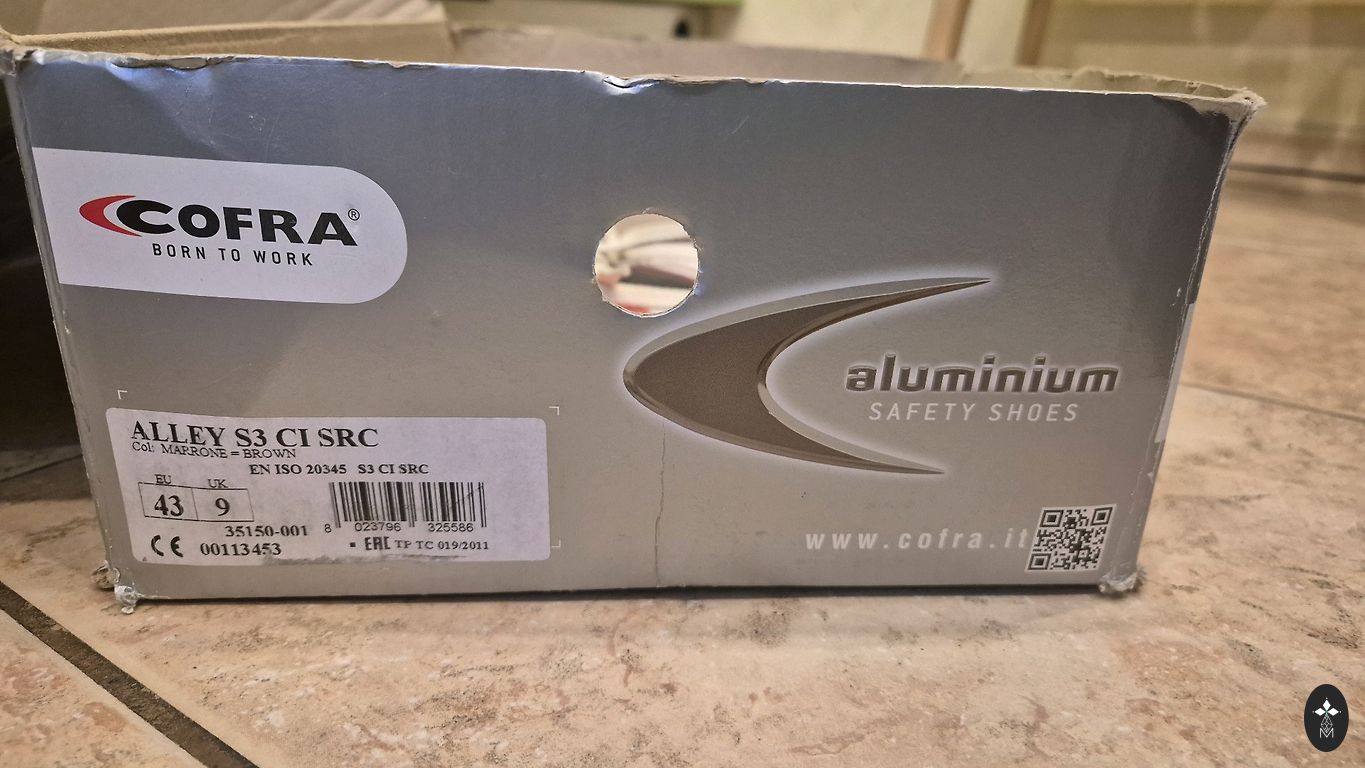 COFRA®
BORN TO WORK
aluminium
SAFETY SHOES
ALLEY S3 CI SRC
Col: MARRONE = BROWN
EN ISO 20345 S3 CI SRC
EU UK
43 9
35150-001
8 023796 325586
CE 00113453
EAC TP TC 019/2011
www.cofra.it
M